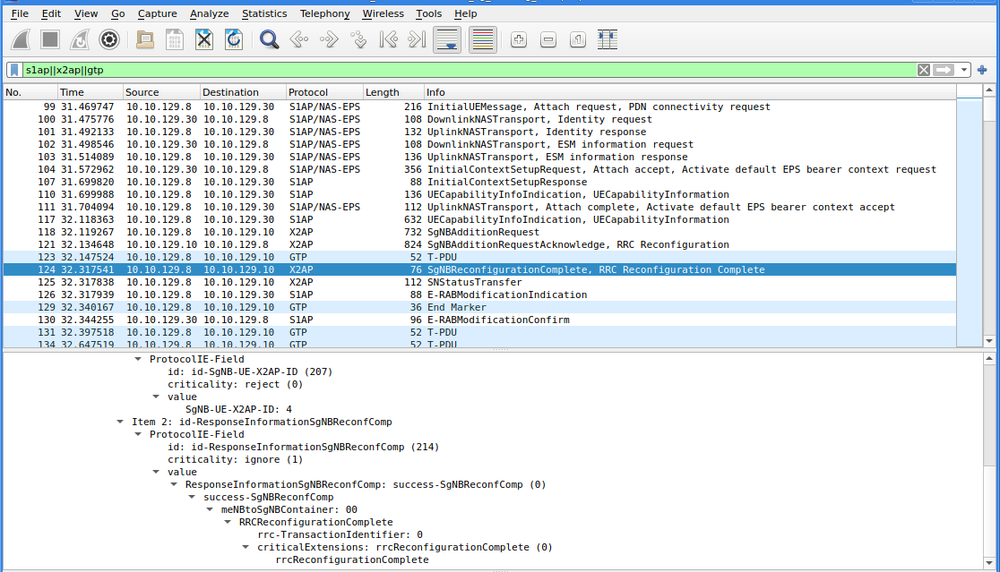 File Edit View Go Capture Analyze Statistics Telephony Wireless Tools Help
s1ap||x2ap||gtp
No. Time Source Destination Protocol Length Info
99 31.469747 10.10.129.8 10.10.129.30 S1AP/NAS-EPS 216 InitialUEMessage, Attach request, PDN connectivity request
100 31.475776 10.10.129.30 10.10.129.8 S1AP/NAS-EPS 108 DownlinkNASTransport, Identity request
101 31.492133 10.10.129.8 10.10.129.30 S1AP/NAS-EPS 132 UplinkNASTransport, Identity response
102 31.498546 10.10.129.30 10.10.129.8 S1AP/NAS-EPS 108 DownlinkNASTransport, ESM information request
103 31.514089 10.10.129.8 10.10.129.30 S1AP/NAS-EPS 136 UplinkNASTransport, ESM information response
104 31.572962 10.10.129.30 10.10.129.8 S1AP/NAS-EPS 356 InitialContextSetupRequest, Attach accept, Activate default EPS bearer context request
107 31.699820 10.10.129.8 10.10.129.30 S1AP 88 InitialContextSetupResponse
110 31.699988 10.10.129.8 10.10.129.30 S1AP 136 UECapabilityInfoIndication, UECapabilityInformation
111 31.704094 10.10.129.8 10.10.129.30 S1AP/NAS-EPS 112 UplinkNASTransport, Attach complete, Activate default EPS bearer context accept
117 32.118363 10.10.129.8 10.10.129.30 S1AP 632 UECapabilityInfoIndication, UECapabilityInformation
118 32.119267 10.10.129.8 10.10.129.10 X2AP 732 SgNBAdditionRequest
121 32.134648 10.10.129.10 10.10.129.8 X2AP 824 SgNBAdditionRequestAcknowledge, RRC Reconfiguration
123 32.147524 10.10.129.8 10.10.129.10 GTP 52 T-PDU
124 32.317541 10.10.129.8 10.10.129.10 X2AP 76 SgNBReconfigurationComplete, RRC Reconfiguration Complete
125 32.317838 10.10.129.8 10.10.129.10 X2AP 112 SNStatusTransfer
126 32.317939 10.10.129.8 10.10.129.30 S1AP 88 E-RABModificationIndication
129 32.340167 10.10.129.8 10.10.129.10 GTP 36 End Marker
130 32.344255 10.10.129.30 10.10.129.8 S1AP 96 E-RABModificationConfirm
131 32.397518 10.10.129.8 10.10.129.10 GTP 52 T-PDU
134 32.647519 10.10.129.8 10.10.129.10 GTP 52 T-PDU
ProtocolIE-Field
id: id-SgNB-UE-X2AP-ID (207)
criticality: reject (0)
value
SgNB-UE-X2AP-ID: 4
Item 2: id-ResponseInformationSgNBReconfComp
ProtocolIE-Field
id: id-ResponseInformationSgNBReconfComp (214)
criticality: ignore (1)
value
ResponseInformationSgNBReconfComp: success-SgNBReconfComp (0)
success-SgNBReconfComp
meNBtoSgNBContainer: 00
RRCReconfigurationComplete
rrc-TransactionIdentifier: 0
criticalExtensions: rrcReconfigurationComplete (0)
rrcReconfigurationComplete